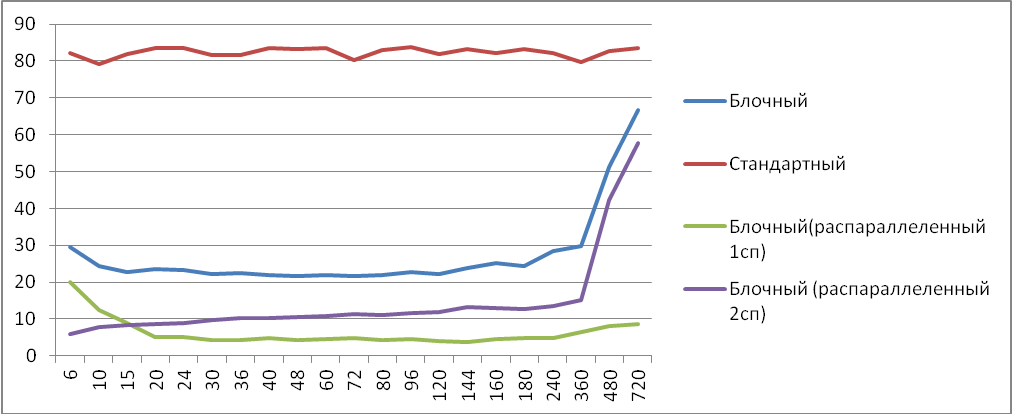 90
80
70
60
50
40
30
20
10
0
6 10 15 20 24 30 36 40 48 60 72 80 96 120 144 160 180 240 360 480 720
Блочный
Стандартный
Блочный(распараллеленный
1сп)
Блочный (распараллеленный
2сп)